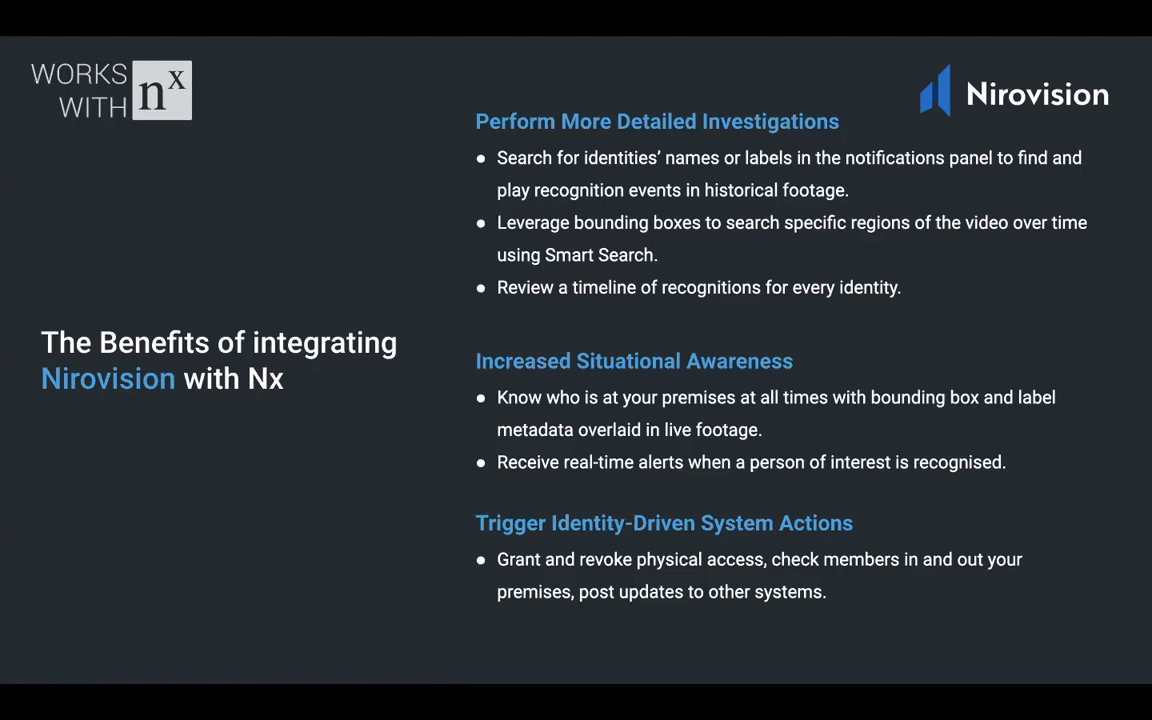 WORKS
WITH nx
Nirovision
The Benefits of integrating
Nirovision with Nx
Perform More Detailed Investigations
● Search for identities’ names or labels in the notifications panel to find and
play recognition events in historical footage.
● Leverage bounding boxes to search specific regions of the video over time
using Smart Search.
● Review a timeline of recognitions for every identity.
Increased Situational Awareness
● Know who is at your premises at all times with bounding box and label
metadata overlaid in live footage.
● Receive real-time alerts when a person of interest is recognised.
Trigger Identity-Driven System Actions
● Grant and revoke physical access, check members in and out your
premises, post updates to other systems.